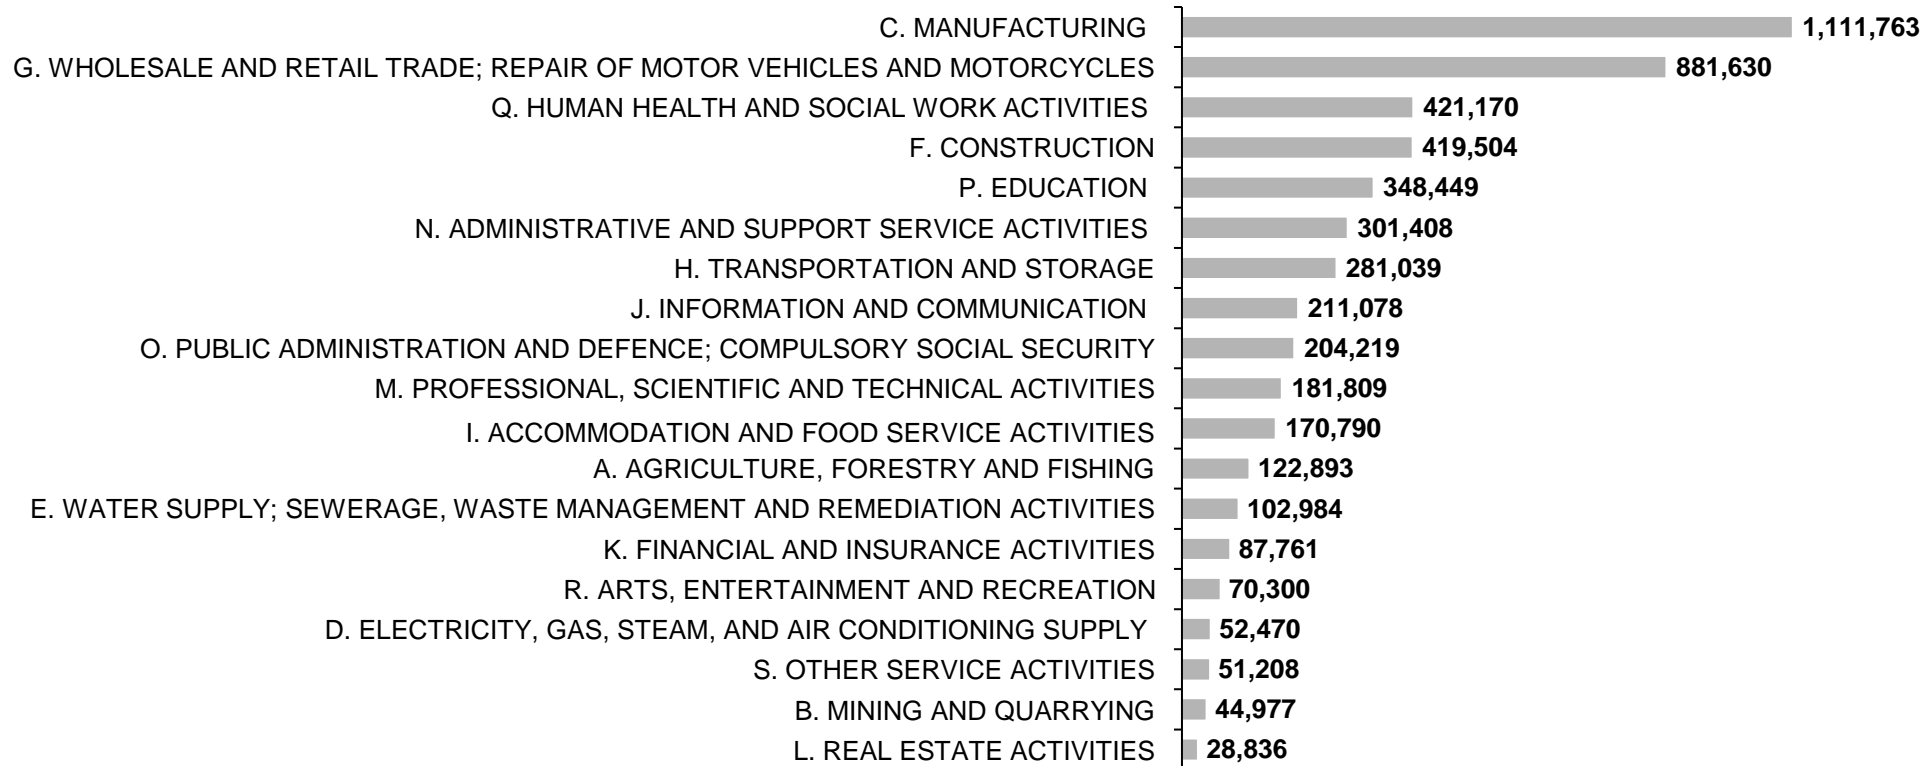 C. MANUFACTURING 1,111,763
G. WHOLESALE AND RETAIL TRADE; REPAIR OF MOTOR VEHICLES AND MOTORCYCLES 881,630
Q. HUMAN HEALTH AND SOCIAL WORK ACTIVITIES 421,170
F. CONSTRUCTION 419,504
P. EDUCATION 348,449
N. ADMINISTRATIVE AND SUPPORT SERVICE ACTIVITIES 301,408
H. TRANSPORTATION AND STORAGE 281,039
J. INFORMATION AND COMMUNICATION 211,078
O. PUBLIC ADMINISTRATION AND DEFENCE; COMPULSORY SOCIAL SECURITY 204,219
M. PROFESSIONAL, SCIENTIFIC AND TECHNICAL ACTIVITIES 181,809
I. ACCOMMODATION AND FOOD SERVICE ACTIVITIES 170,790
A. AGRICULTURE, FORESTRY AND FISHING 122,893
E. WATER SUPPLY; SEWERAGE, WASTE MANAGEMENT AND REMEDIATION ACTIVITIES 102,984
K. FINANCIAL AND INSURANCE ACTIVITIES 87,761
R. ARTS, ENTERTAINMENT AND RECREATION 70,300
D. ELECTRICITY, GAS, STEAM, AND AIR CONDITIONING SUPPLY 52,470
S. OTHER SERVICE ACTIVITIES 51,208
B. MINING AND QUARRYING 44,977
L. REAL ESTATE ACTIVITIES 28,836